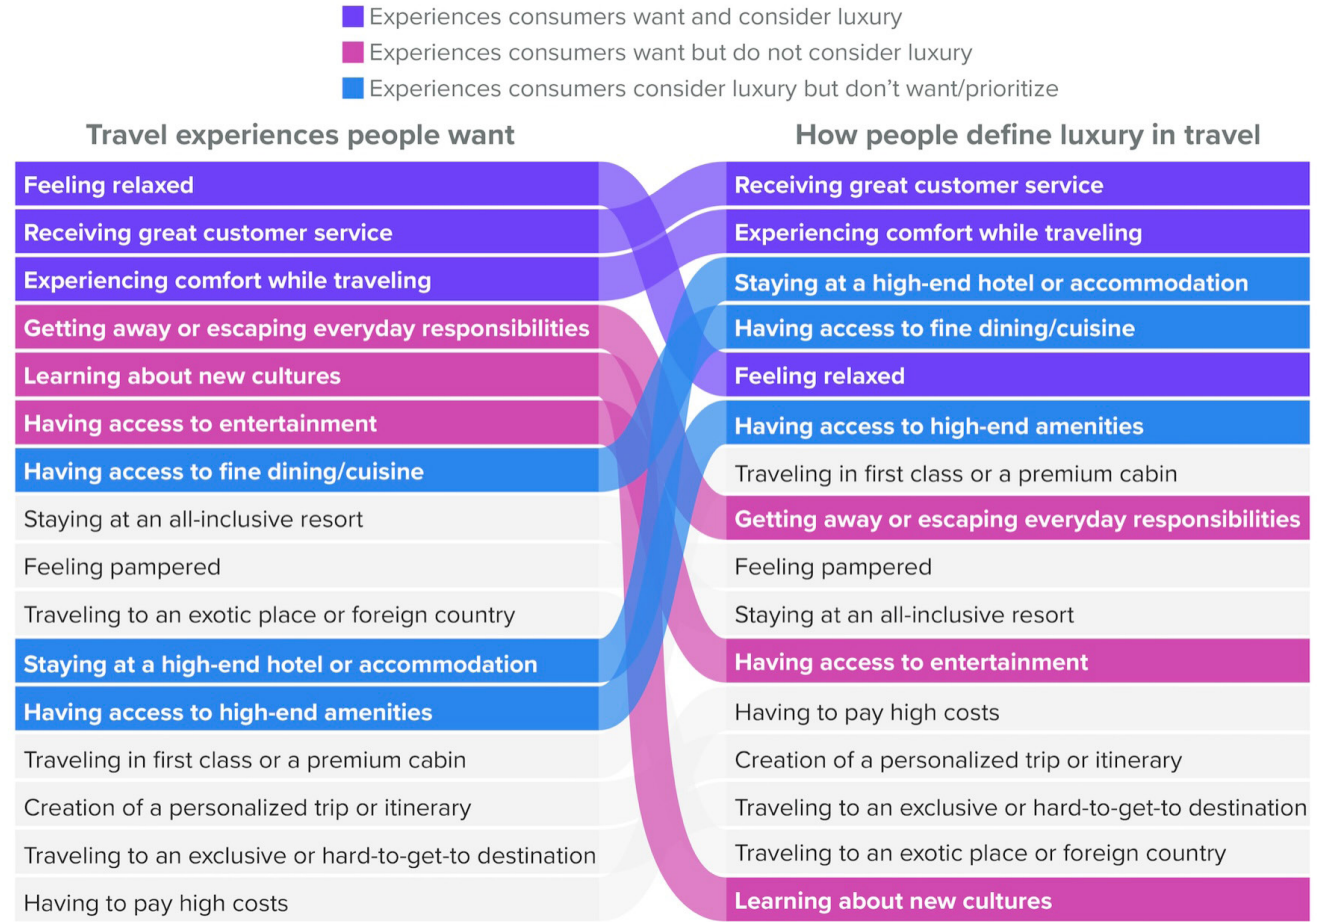 Experiences consumers want and consider luxury
Experiences consumers want but do not consider luxury
Experiences consumers consider luxury but don’t want/prioritize
Travel experiences people want
Feeling relaxed
Receiving great customer service
Experiencing comfort while traveling
Getting away or escaping everyday responsibilities
Learning about new cultures
Having access to entertainment
Having access to fine dining/cuisine
Staying at an all-inclusive resort
Feeling pampered
Traveling to an exotic place or foreign country
Staying at a high-end hotel or accommodation
Having access to high-end amenities
Traveling in first class or a premium cabin
Creation of a personalized trip or itinerary
Traveling to an exclusive or hard-to-get-to destination
Having to pay high costs
How people define luxury in travel
Receiving great customer service
Experiencing comfort while traveling
Staying at a high-end hotel or accommodation
Having access to fine dining/cuisine
Feeling relaxed
Having access to high-end amenities
Traveling in first class or a premium cabin
Getting away or escaping everyday responsibilities
Feeling pampered
Staying at an all-inclusive resort
Having access to entertainment
Having to pay high costs
Creation of a personalized trip or itinerary
Traveling to an exclusive or hard-to-get-to destination
Traveling to an exotic place or foreign country
Learning about new cultures